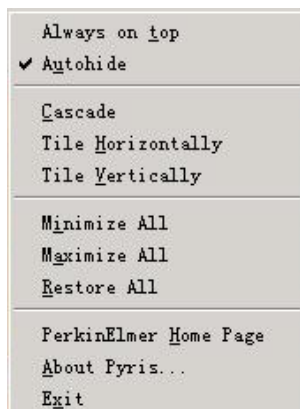 Always on top
Autohide
Cascade
Tile Horizontally
Tile Vertically
Minimize All
Maximize All
Restore All
PerkinElmer Home Page
About Pyris...
Exit